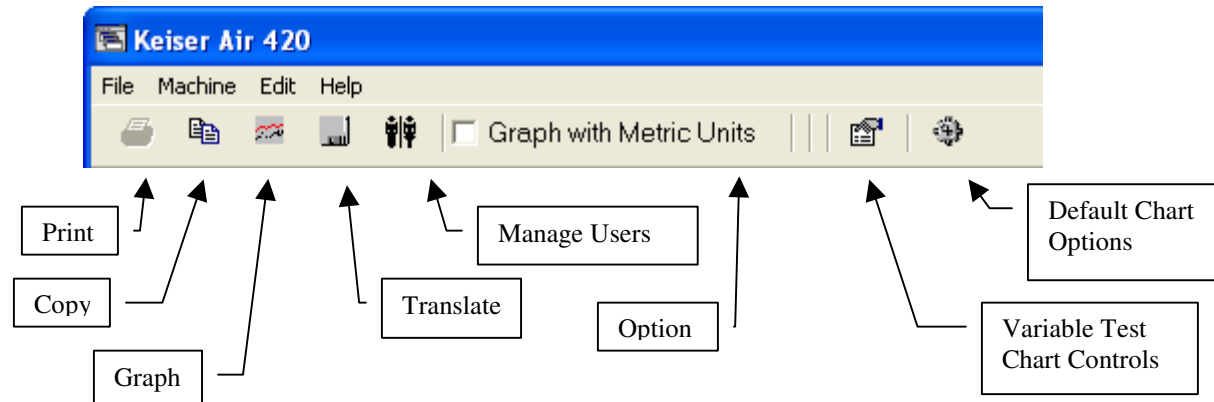 Keiser Air 420
File Machine Edit Help
Graph with Metric Units
Print
Manage Users
Default Chart
Options
Copy
Translate
Option
Variable Test
Chart Controls
Graph